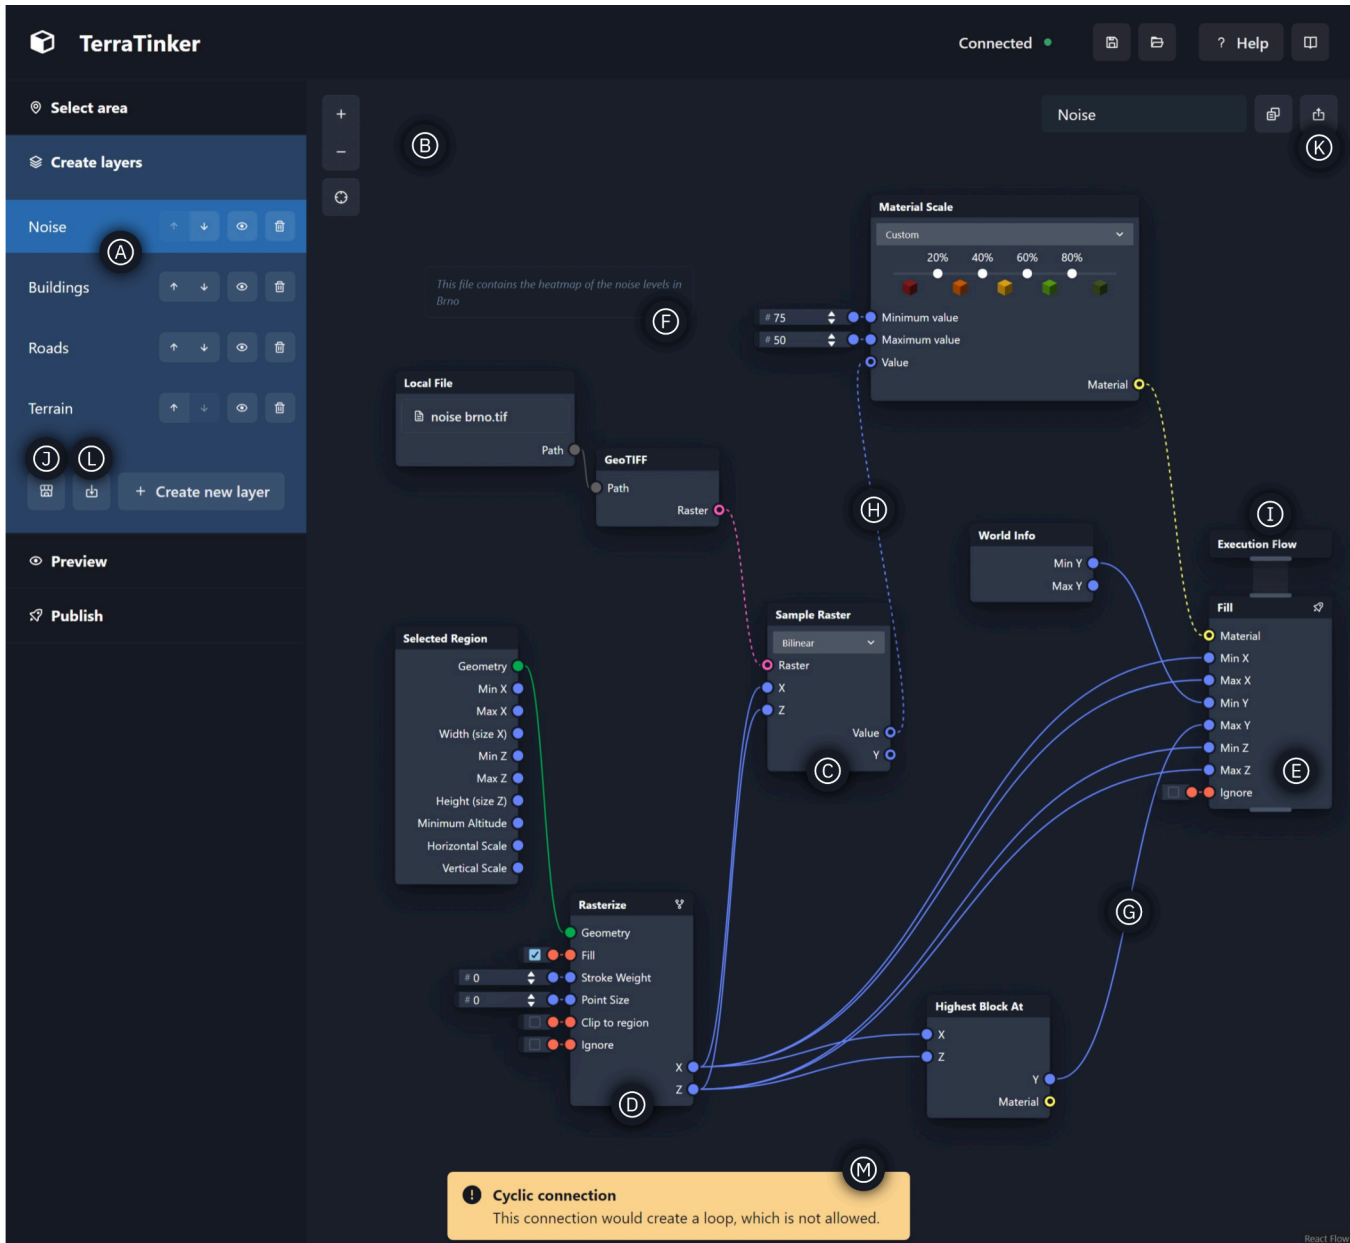 TerraTinker
Connected
? Help
Select area
Create layers
Noise
A
Buildings
Roads
Terrain
J
L
+ Create new layer
Preview
Publish
+
−
B
Noise
K
Material Scale
Custom
20% 40% 60% 80%
# 75
Minimum value
# 50
Maximum value
Value
Material
This file contains the heatmap of the noise levels in
Brno
F
Local File
noise brno.tif
Path
GeoTIFF
Path
Raster
H
I
World Info
Min Y
Max Y
Execution Flow
Fill
Material
Min X
Max X
Min Y
Max Y
Min Z
Max Z
Ignore
E
Sample Raster
Bilinear
Raster
X
Z
Value
Y
C
Selected Region
Geometry
Min X
Max X
Width (size X)
Min Z
Max Z
Height (size Z)
Minimum Altitude
Horizontal Scale
Vertical Scale
Rasterize
Geometry
Fill
# 0
Stroke Weight
# 0
Point Size
Clip to region
Ignore
X
Z
D
G
Highest Block At
X
Z
Y
Material
M
Cyclic connection
This connection would create a loop, which is not allowed.
React Flow